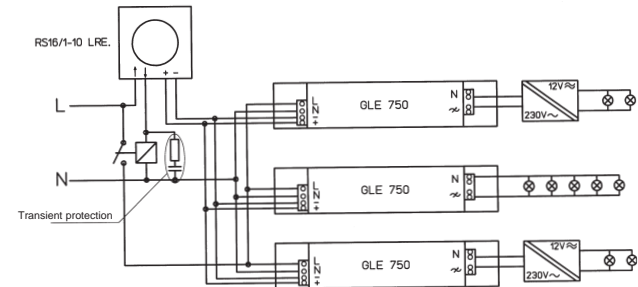 RS16/1-10 LRE.
+ −
L
N
Transient protection
L
N
−
+
GLE 750
N
~
12V≂
230V~
L
N
−
+
GLE 750
N
~
L
N
−
+
GLE 750
N
~
12V≂
230V~